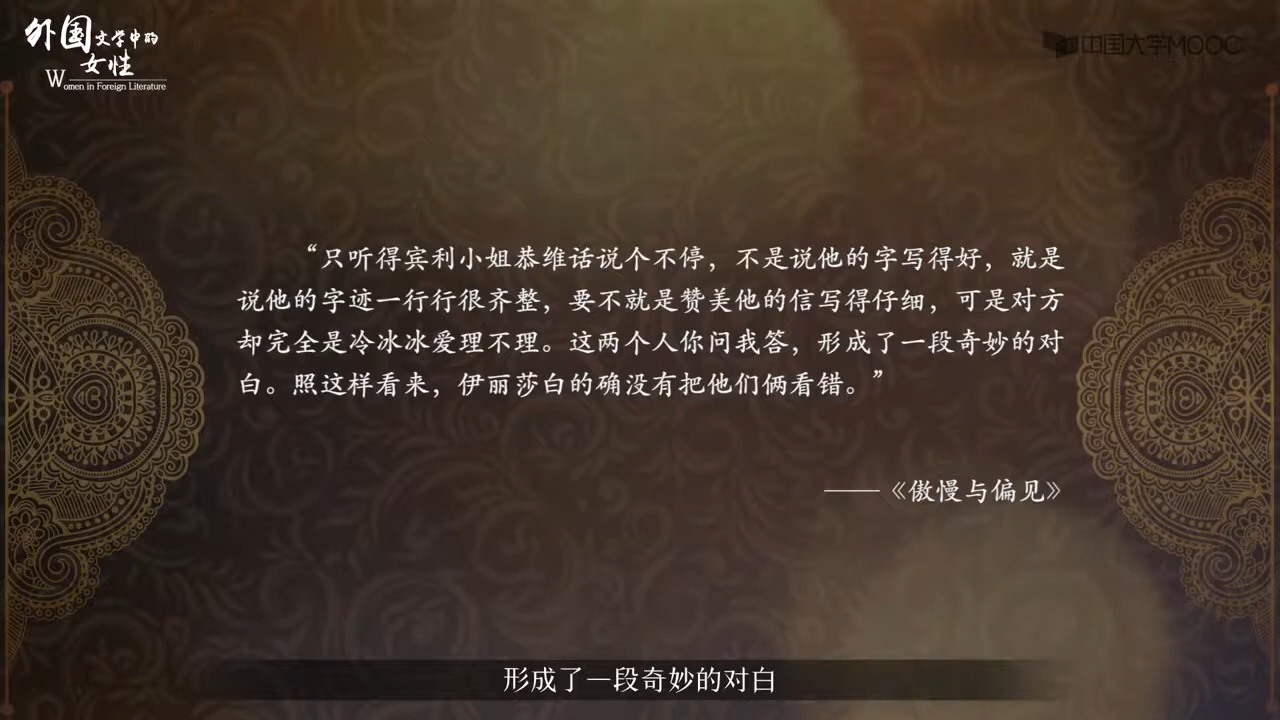 外国文学中的
女性
Women in Foreign Literature
中国大学MOOC
“只听得宾利小姐恭维话说个不停，不是说他的字写得好，就是
说他的字迹一行行很齐整，要不就是赞美他的信写得仔细，可是对方
却完全是冷冰冰爱理不理。这两个人你问我答，形成了一段奇妙的对
白。照这样看来，伊丽莎白的确没有把他们俩看错。”
——《傲慢与偏见》
形成了一段奇妙的对白